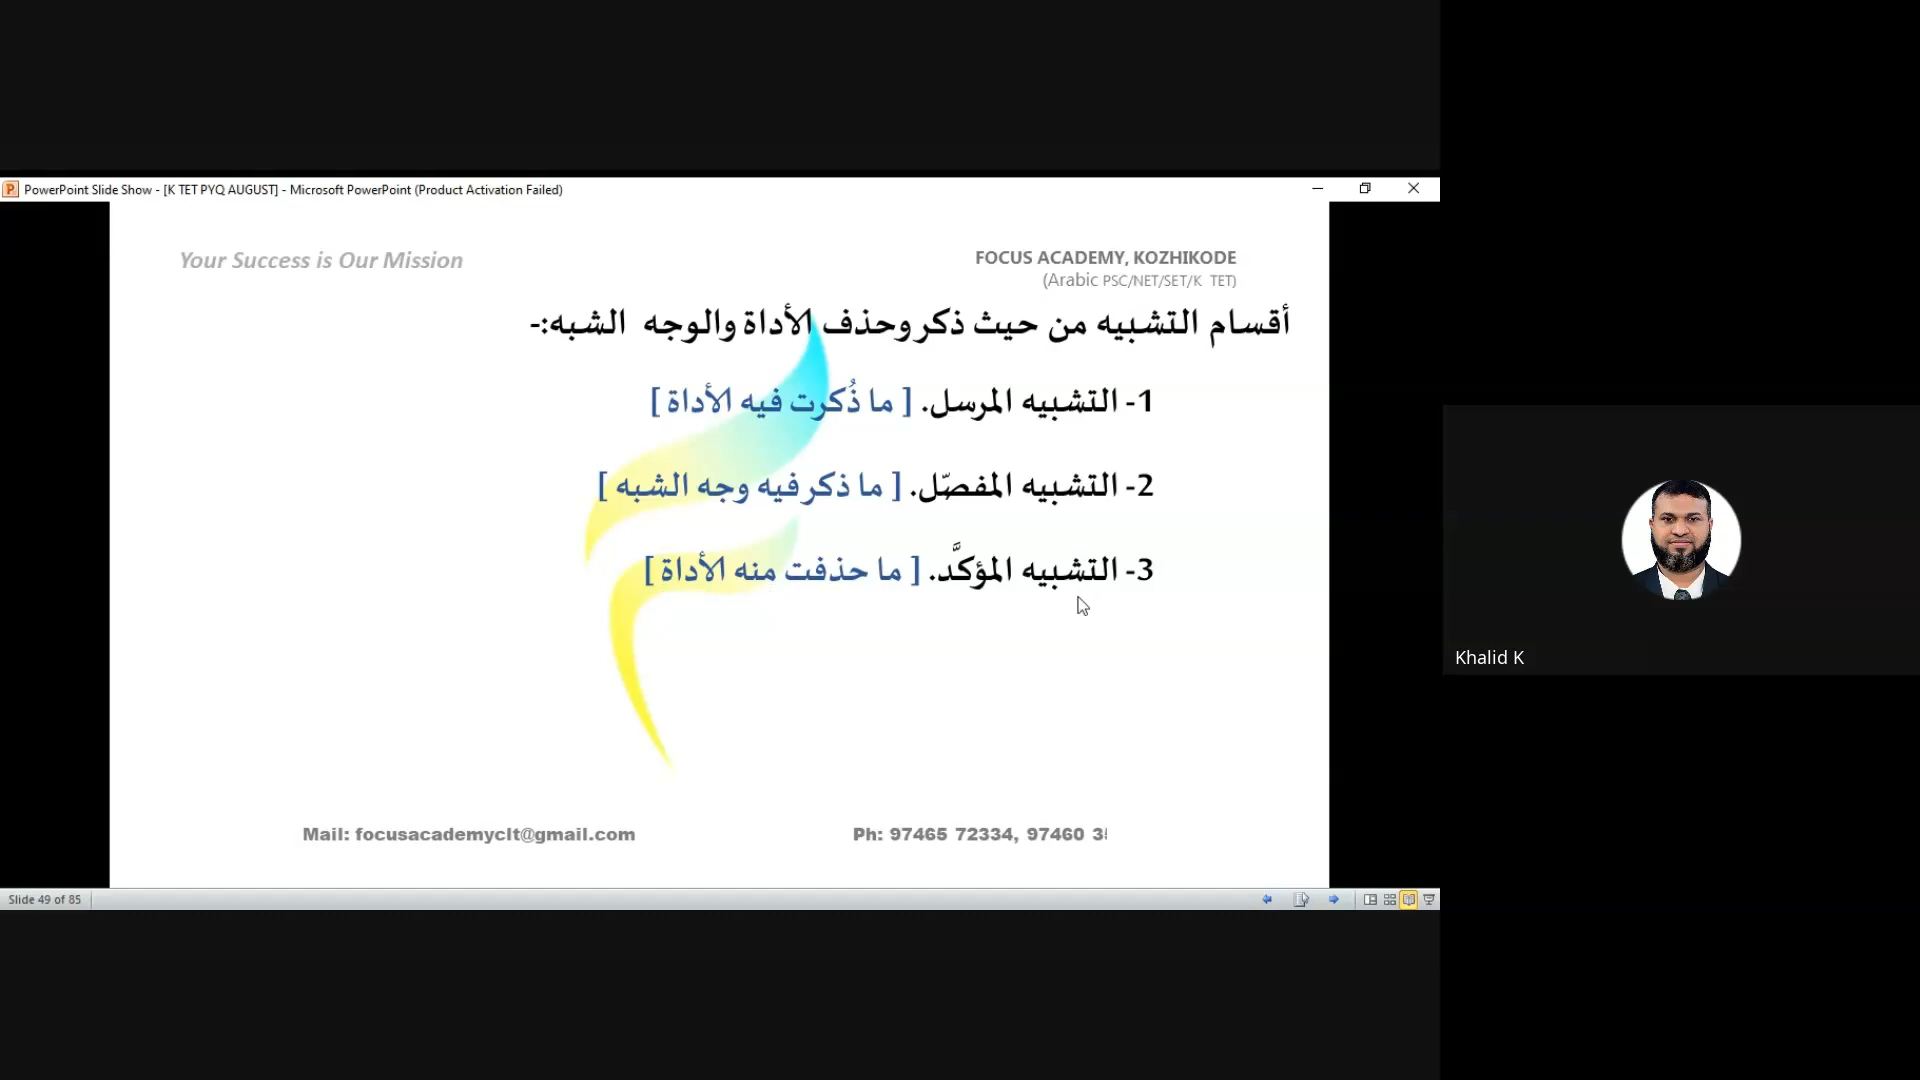 PowerPoint Slide Show - [K TET PYQ AUGUST] - Microsoft PowerPoint (Product Activation Failed)
Your Success is Our Mission
FOCUS ACADEMY, KOZHIKODE
(Arabic PSC/NET/SET/K TET)
أقسام التشبيه من حيث ذكر وحذف الأداة والوجه الشبه:-
1- التشبيه المرسل. [ ما ذُكرت فيه الأداة ]
2- التشبيه المفصّل. [ ما ذكر فيه وجه الشبه ]
3- التشبيه المؤكَّد. [ ما حذفت منه الأداة ]
Khalid K
Mail: focusacademyclt@gmail.com
Ph: 97465 72334, 97460
Slide 49 of 85